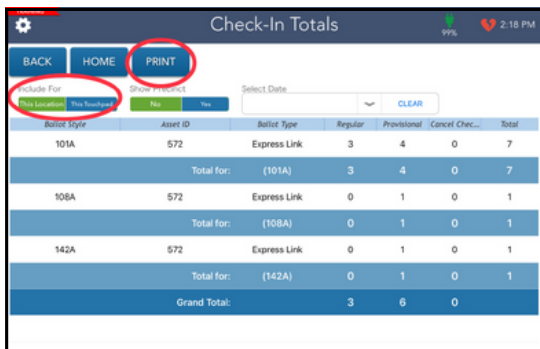 Check-In Totals
99%
2:18 PM
BACK HOME PRINT
Include For Show Precinct Select Date
This Location This Touchpad No Yes CLEAR
Ballot Style Asset ID Ballot Type Regular Provisional Cancel Chec... Total
101A 572 Express Link 3 4 0 7
Total for: (101A) 3 4 0 7
108A 572 Express Link 0 1 0 1
Total for: (108A) 0 1 0 1
142A 572 Express Link 0 1 0 1
Total for: (142A) 0 1 0 1
Grand Total: 3 6 0